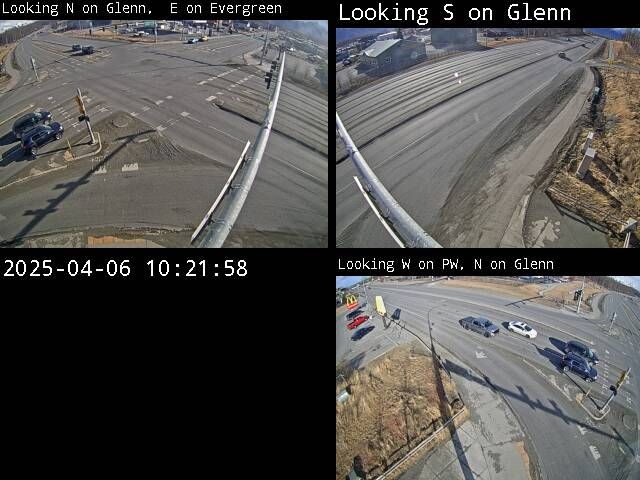 Looking N on Glenn, E on Evergreen
Looking S on Glenn
2025-04-06 10:21:58
Looking W on PW, N on Glenn